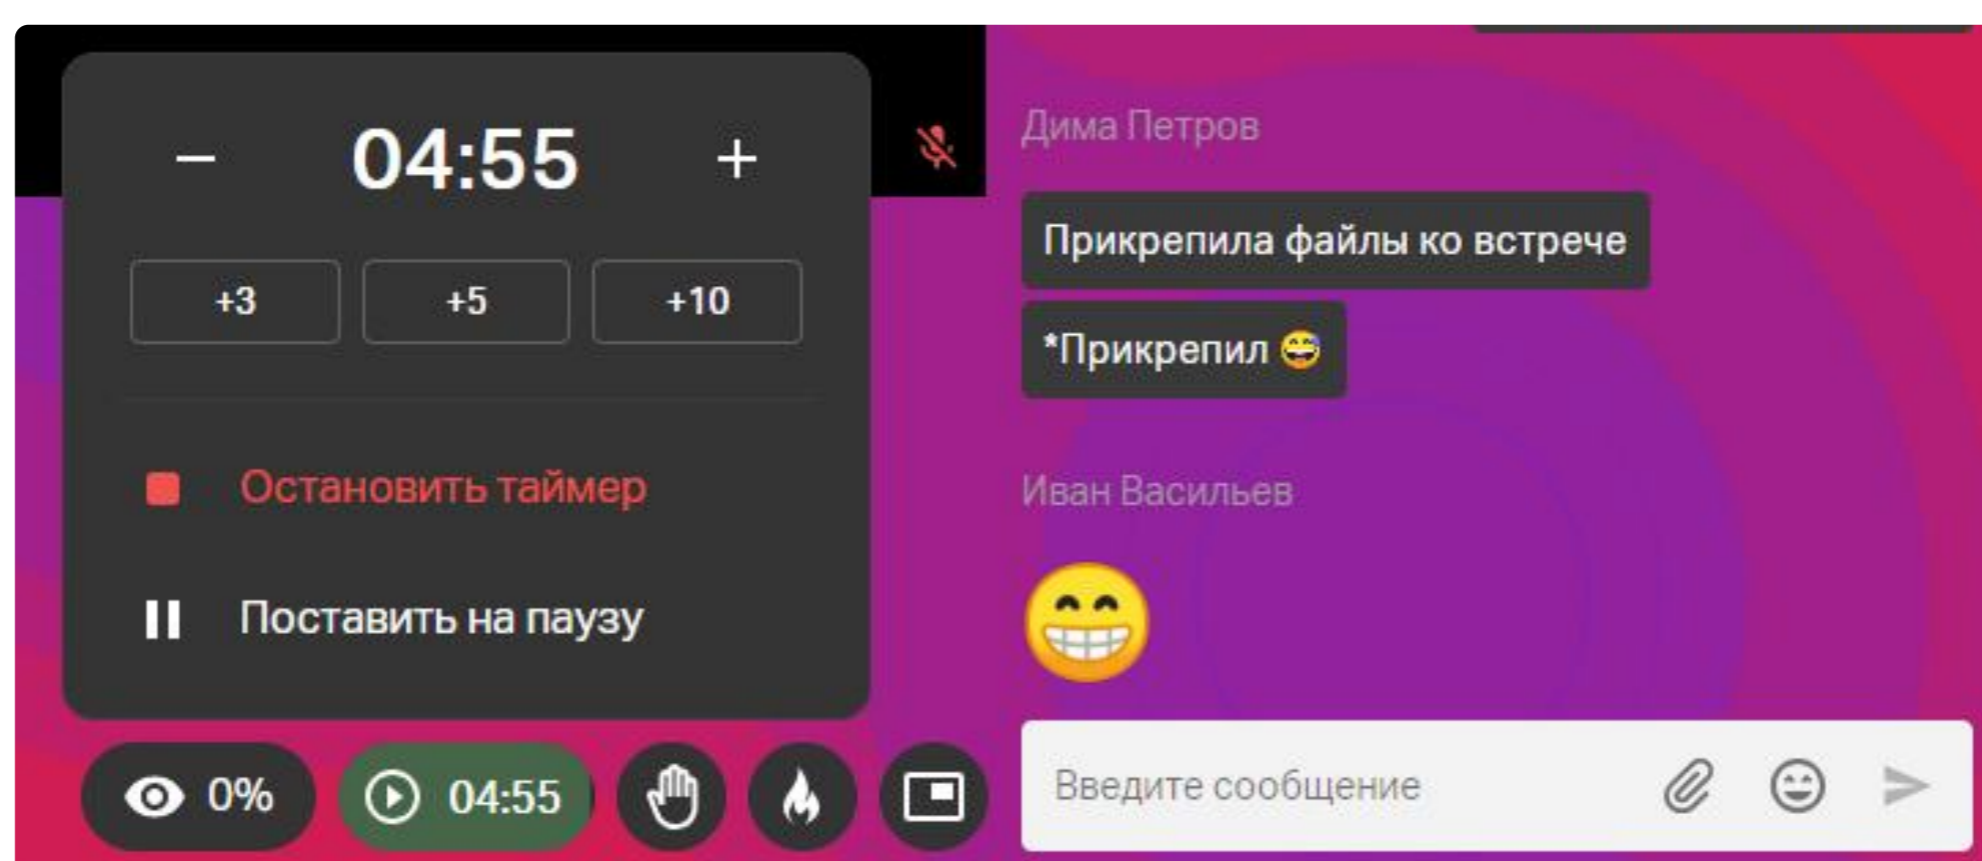 04:55
+3
+5
+10
Остановить таймер
Поставить на паузу
0%
04:55
Дима Петров
Прикрепила файлы ко встрече
*Прикрепил 😅
Иван Васильев
😁
Введите сообщение